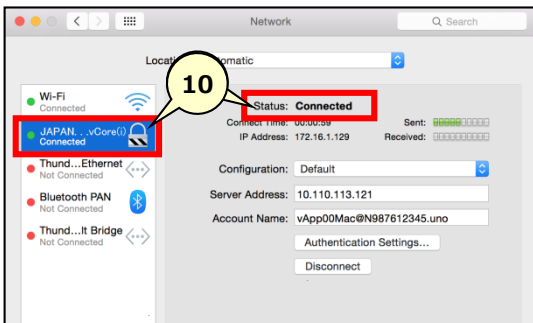 Network
Search
Location: Automatic
10
Wi-Fi
Connected
JAPAN. . .vCore(i)
Connected
Thund...Ethernet
Not Connected
Bluetooth PAN
Not Connected
Thund...lt Bridge
Not Connected
Status: Connected
Connect Time: 00:00:59
IP Address: 172.16.1.129
Sent:
Received:
Configuration: Default
Server Address: 10.110.113.121
Account Name: vApp00Mac@N987612345.uno
Authentication Settings...
Disconnect